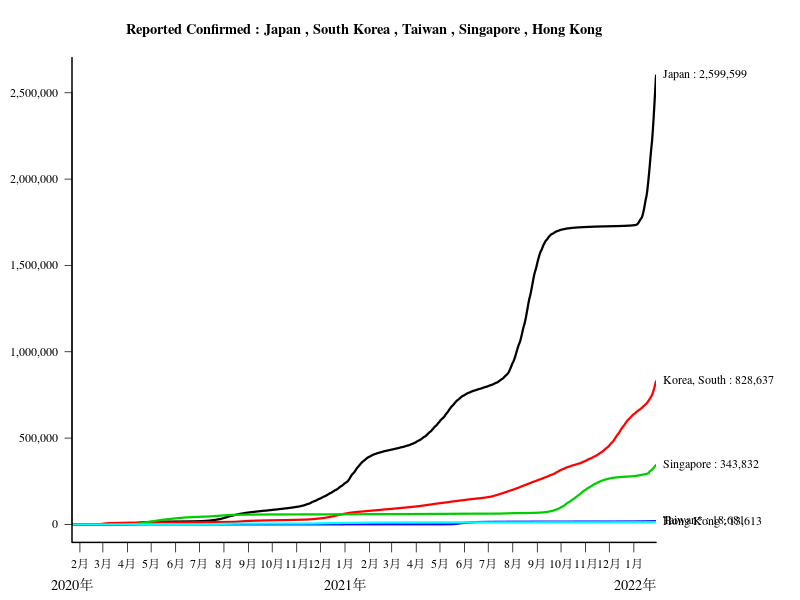 Reported Confirmed : Japan , South Korea , Taiwan , Singapore , Hong Kong
2,500,000
2,000,000
1,500,000
1,000,000
500,000
0
Japan : 2,599,599
Korea, South : 828,637
Singapore : 343,832
2月 3月 4月 5月 6月 7月 8月 9月 10月 11月 12月 1月 2月 3月 4月 5月 6月 7月 8月 9月 10月 11月 12月 1月
2020年 2021年 2022年